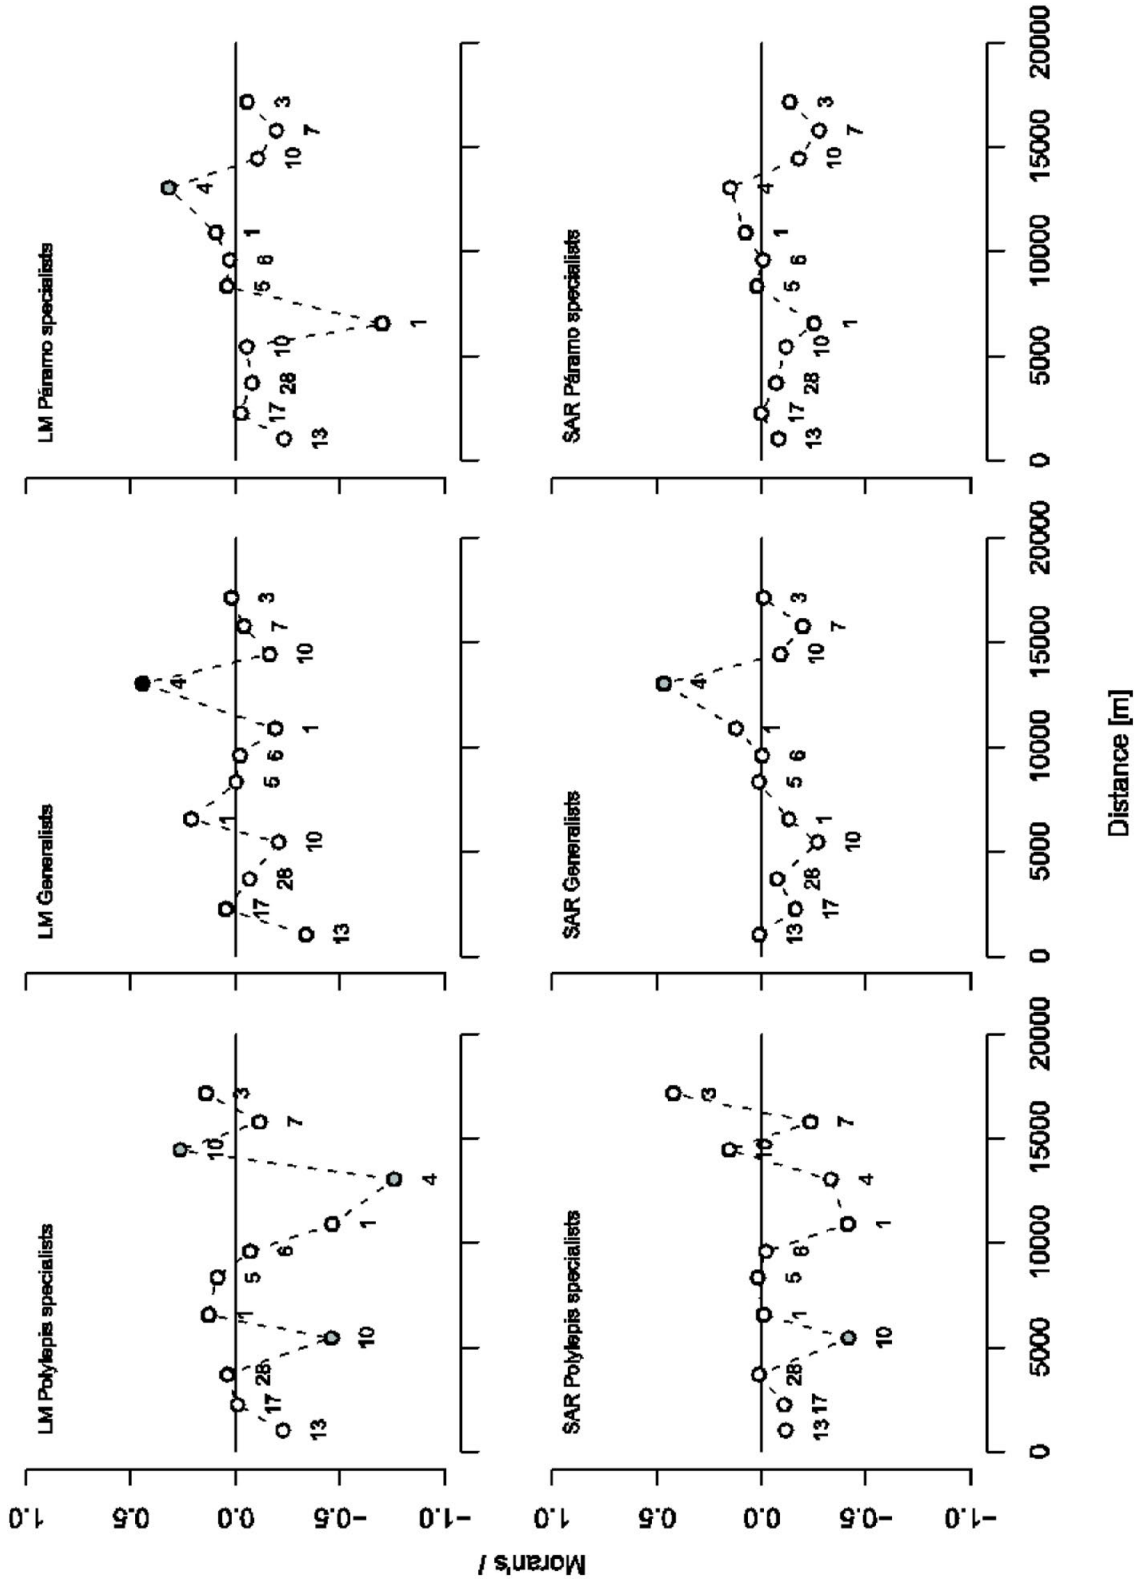 LM Polylepis specialists
LM Generalists
LM Páramo specialists
1.0
0.5
0.0
-0.5
-1.0
13 17 28 10 1 5 6 1 4 10 7 3
13 17 28 10 1 5 6 1 4 10 7 3
13 17 28 10 1 5 6 1 4 10 7 3
Moran's I
SAR Polylepis specialists
SAR Generalists
SAR Páramo specialists
1.0
0.5
0.0
-0.5
-1.0
13 17 28 10 1 5 6 1 4 10 7 3
13 17 28 10 1 5 6 1 4 10 7 3
13 17 28 10 1 5 6 1 4 10 7 3
0 5000 10000 15000 20000
0 5000 10000 15000 20000
0 5000 10000 15000 20000
Distance [m]